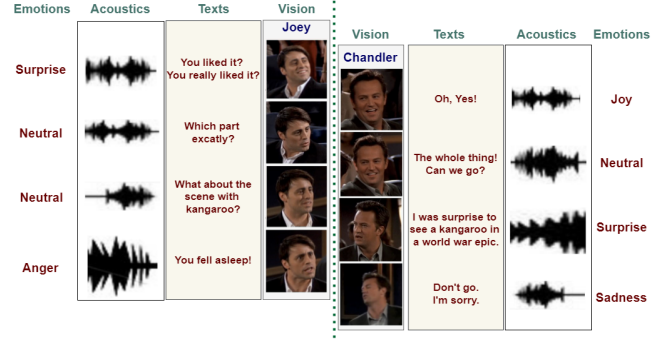 Emotions Acoustics Texts Vision
Joey
Surprise
You liked it?
You really liked it?
Neutral
Which part
excatly?
Neutral
What about the
scene with
kangaroo?
Anger
You fell asleep!
Vision Texts Acoustics Emotions
Chandler
Oh, Yes!
Joy
The whole thing!
Can we go?
Neutral
I was surprise to
see a kangaroo in
a world war epic.
Surprise
Don't go.
I'm sorry.
Sadness